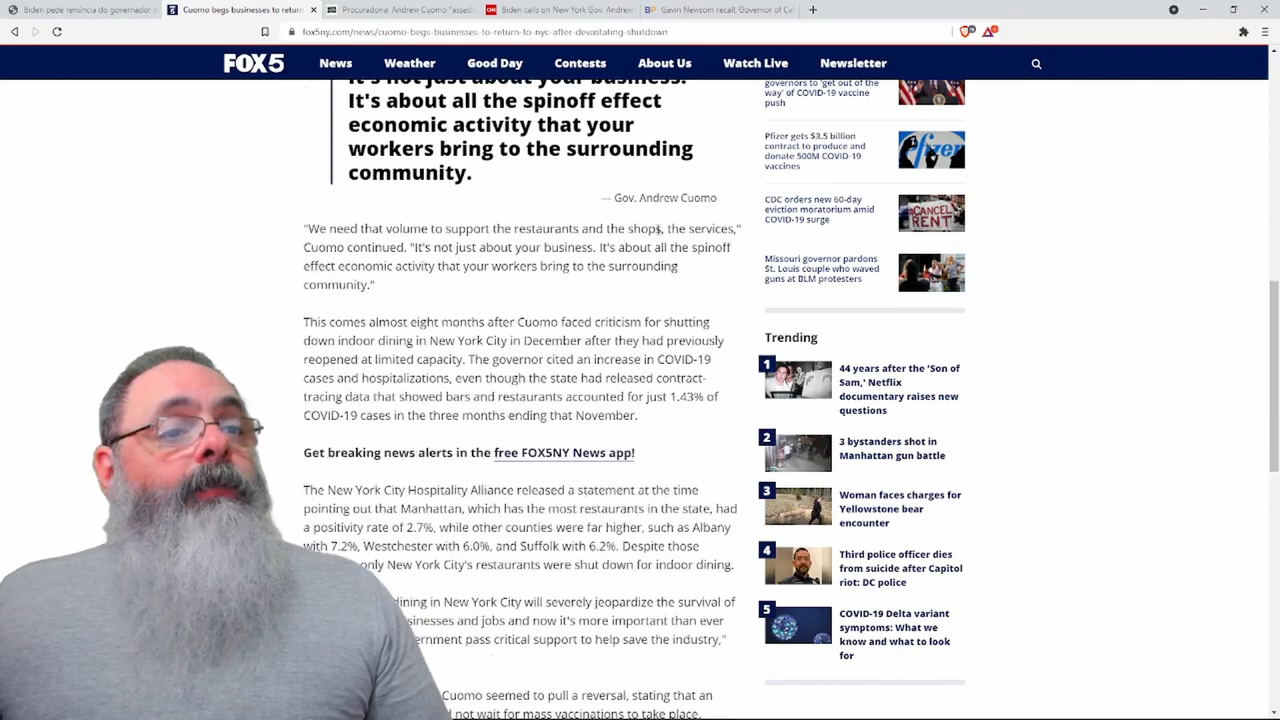 Biden pede renúncia do governador d
Cuomo begs businesses to return
Procuradona: Andrew Cuomo "assed
Biden calls on New York Gov. Andrew
Gavin Newsom recall, Governor of Cal
fox5ny.com/news/cuomo-begs-businesses-to-return-to-nyc-after-devastating-shutdown
FOX5
News
Weather
Good Day
Contests
About Us
Watch Live
Newsletter
It's not just about your business.
It's about all the spinoff effect
economic activity that your
workers bring to the surrounding
community.
— Gov. Andrew Cuomo
"We need that volume to support the restaurants and the shops, the services,"
Cuomo continued. "It's not just about your business. It's about all the spinoff
effect economic activity that your workers bring to the surrounding
community."
This comes almost eight months after Cuomo faced criticism for shutting
down indoor dining in New York City in December after they had previously
reopened at limited capacity. The governor cited an increase in COVID-19
cases and hospitalizations, even though the state had released contract-
tracing data that showed bars and restaurants accounted for just 1.43% of
COVID-19 cases in the three months ending that November.
Get breaking news alerts in the free FOX5NY News app!
The New York City Hospitality Alliance released a statement at the time
pointing out that Manhattan, which has the most restaurants in the state, had
a positivity rate of 2.7%, while other counties were far higher, such as Albany
with 7.2%, Westchester with 6.0%, and Suffolk with 6.2%. Despite those
only New York City's restaurants were shut down for indoor dining.
dining in New York City will severely jeopardize the survival of
sinesses and jobs and now it's more important than ever
ernment pass critical support to help save the industry,"
Cuomo seemed to pull a reversal, stating that an
not wait for mass vaccinations to take place.
governors to 'get out of the
way' of COVID-19 vaccine
push
Pfizer gets $3.5 billion
contract to produce and
donate 500M COVID-19
vaccines
Pfizer
CDC orders new 60-day
eviction moratorium amid
COVID-19 surge
CANCEL
RENT
Missouri governor pardons
St. Louis couple who waved
guns at BLM protesters
Trending
1
44 years after the 'Son of
Sam,' Netflix
documentary raises new
questions
2
3 bystanders shot in
Manhattan gun battle
3
Woman faces charges for
Yellowstone bear
encounter
4
Third police officer dies
from suicide after Capitol
riot: DC police
5
COVID-19 Delta variant
symptoms: What we
know and what to look
for